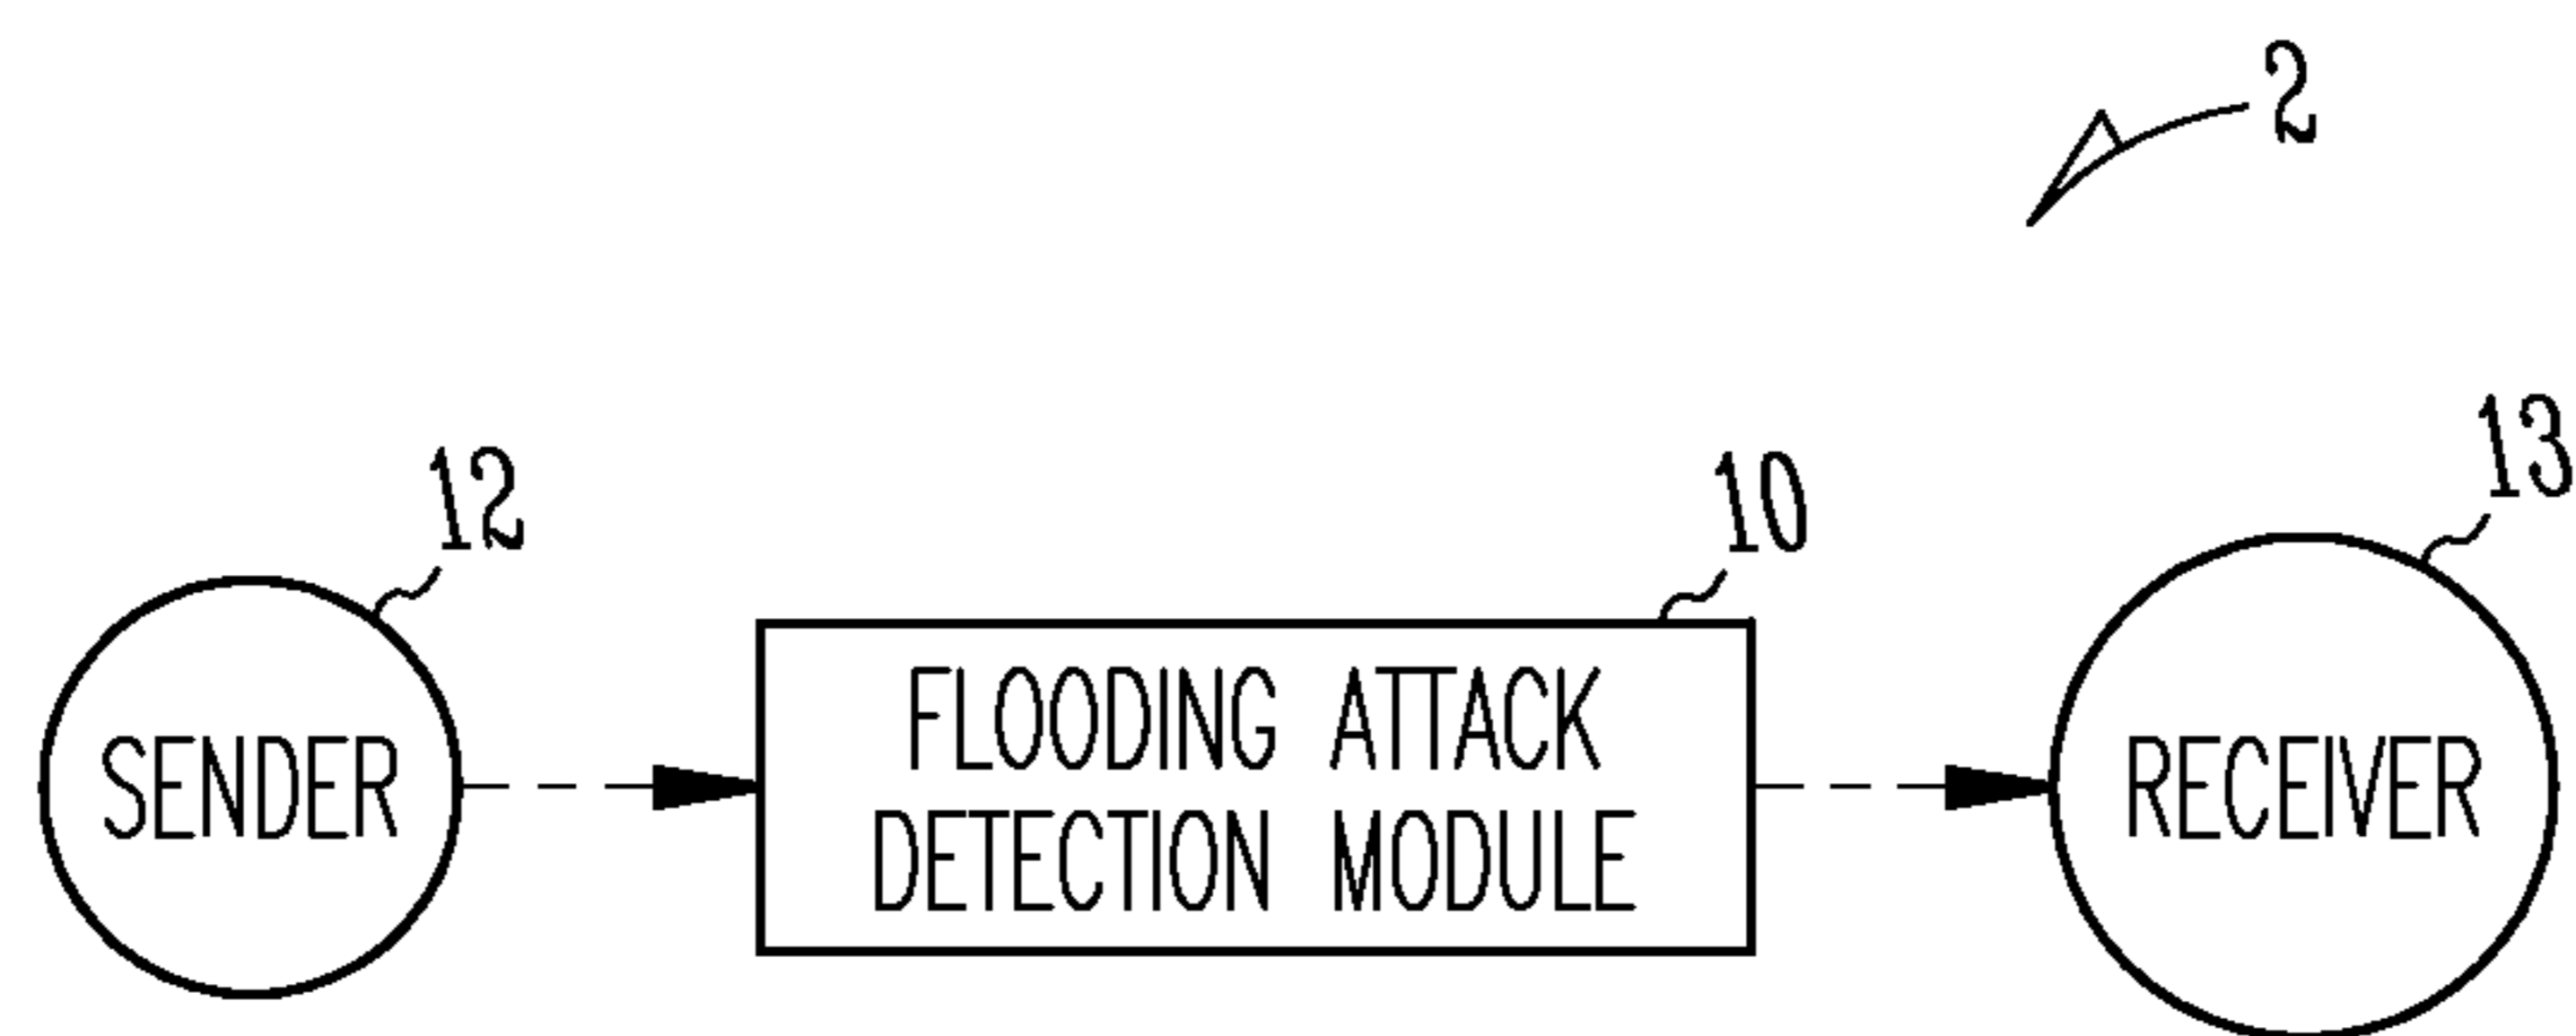 2
12
10
13
SENDER
FLOODING ATTACK
DETECTION MODULE
RECEIVER